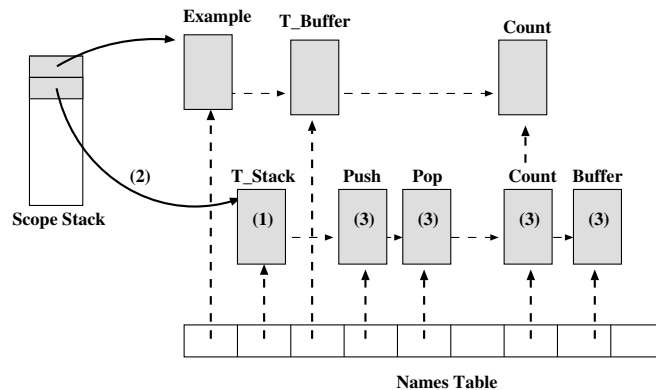 Example
T_Buffer
Count
(2)
Scope Stack
T_Stack
Push
Pop
Count
Buffer
(1)
(3)
(3)
(3)
(3)
Names Table